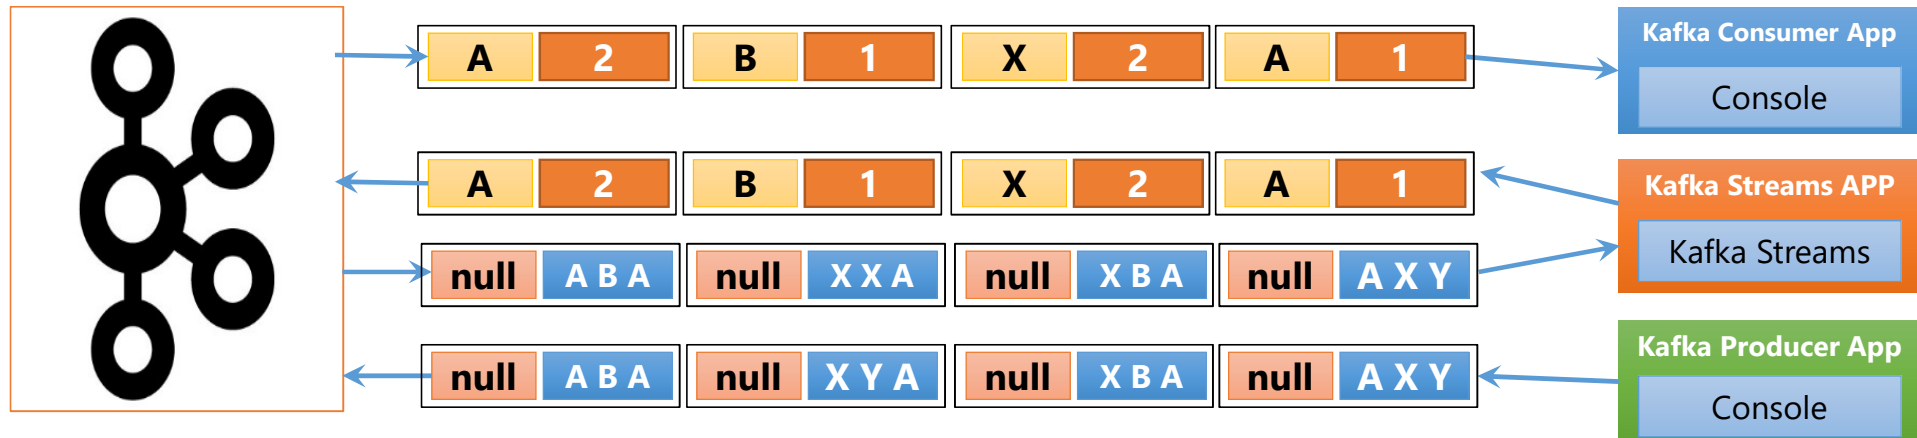 A 2 B 1 X 2 A 1
Kafka Consumer App
Console
A 2 B 1 X 2 A 1
Kafka Streams APP
Kafka Streams
null A B A null X X A null X B A null A X Y
null A B A null X Y A null X B A null A X Y
Kafka Producer App
Console